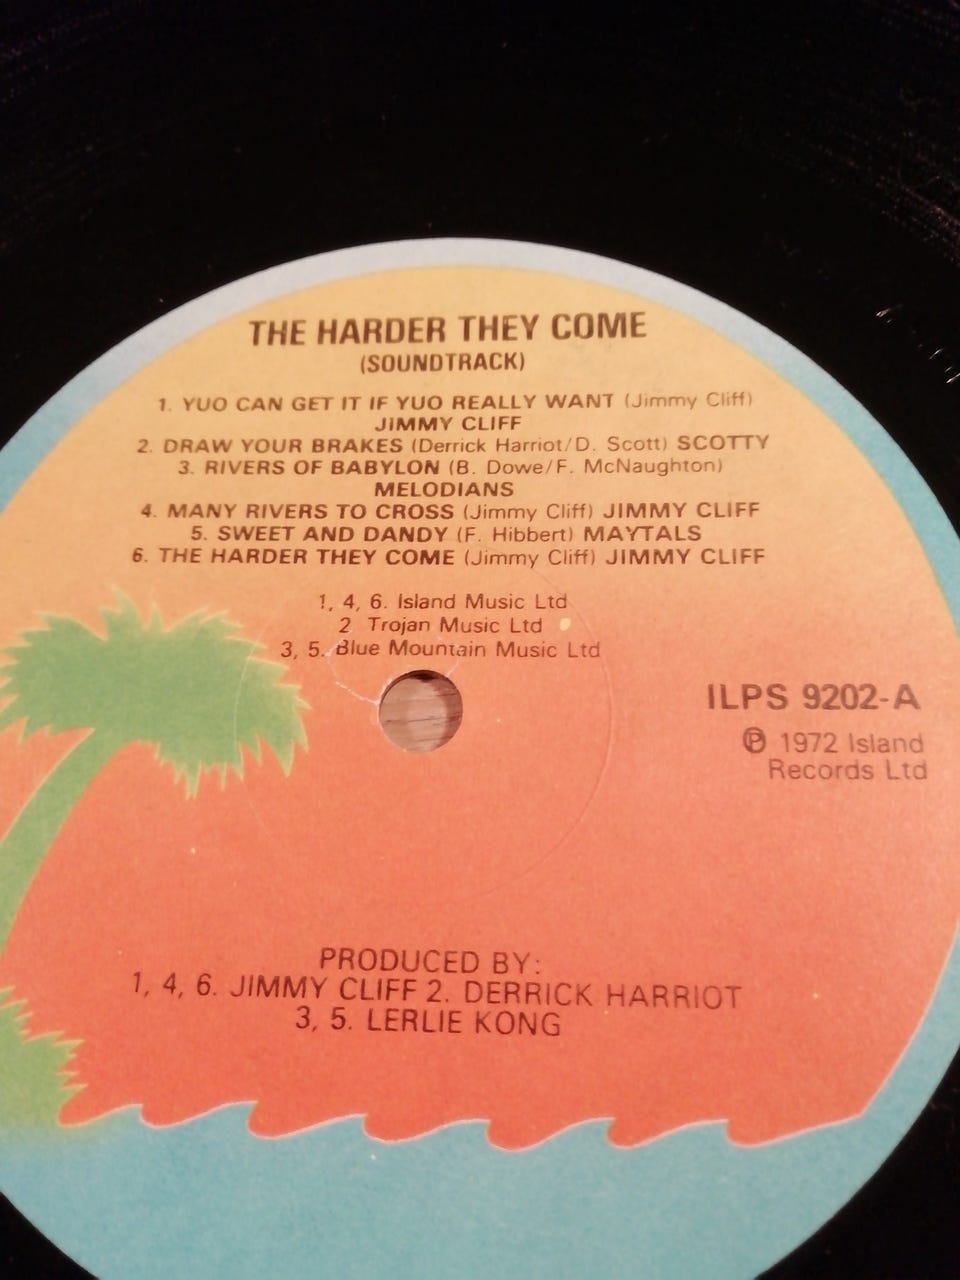 THE HARDER THEY COME
(SOUNDTRACK)
1. YUO CAN GET IT IF YUO REALLY WANT (Jimmy Cliff)
JIMMY CLIFF
2. DRAW YOUR BRAKES (Derrick Harriot/D. Scott) SCOTTY
3. RIVERS OF BABYLON (B. Dowe/F. McNaughton)
MELODIANS
4. MANY RIVERS TO CROSS (Jimmy Cliff) JIMMY CLIFF
5. SWEET AND DANDY (F. Hibbert) MAYTALS
6. THE HARDER THEY COME (Jimmy Cliff) JIMMY CLIFF
1, 4, 6. Island Music Ltd
2 Trojan Music Ltd
3, 5. Blue Mountain Music Ltd
ILPS 9202-A
℗ 1972 Island
Records Ltd
PRODUCED BY:
1, 4, 6. JIMMY CLIFF 2. DERRICK HARRIOT
3, 5. LERLIE KONG